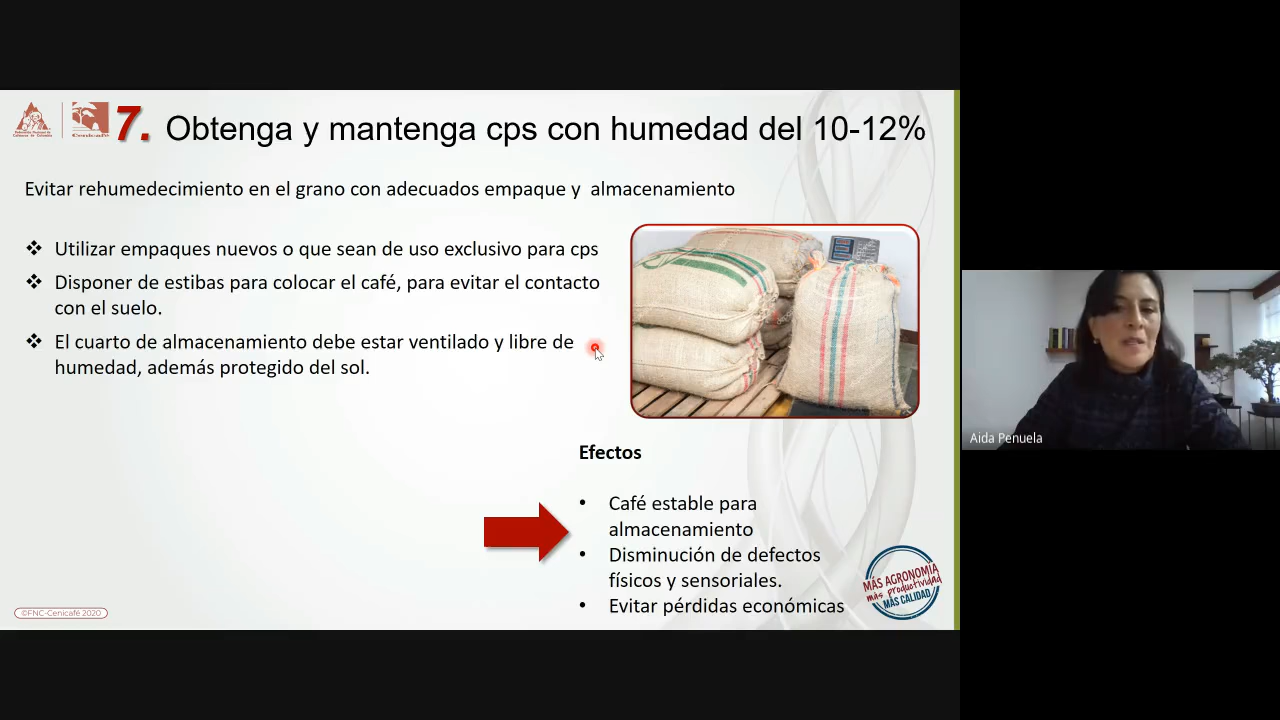 7. Obtenga y mantenga cps con humedad del 10-12%
Cenicafé
Evitar rehumedecimiento en el grano con adecuados empaque y almacenamiento
❖ Utilizar empaques nuevos o que sean de uso exclusivo para cps
❖ Disponer de estibas para colocar el café, para evitar el contacto
con el suelo.
❖ El cuarto de almacenamiento debe estar ventilado y libre de
humedad, además protegido del sol.
Aida Penuela
Efectos
• Café estable para
almacenamiento
• Disminución de defectos
físicos y sensoriales.
• Evitar pérdidas económicas
MÁS AGRONOMÍA
más productividad
MÁS CALIDAD
©FNC-Cenicafé 2020